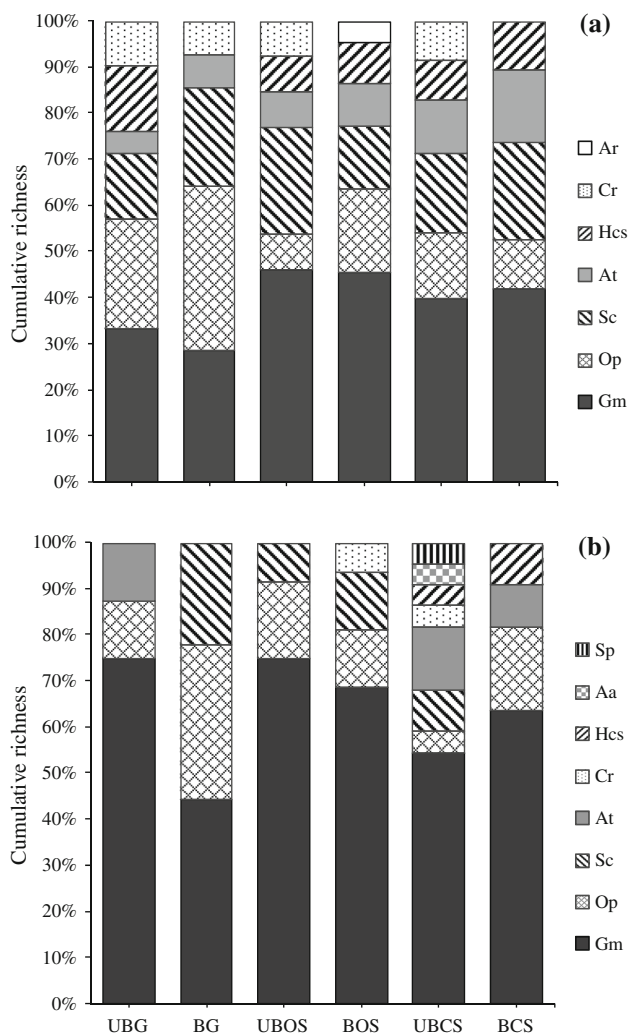 (a)
100%
90%
80%
70%
60%
50%
40%
30%
20%
10%
0%
Cumulative richness
Ar
Cr
Hcs
At
Sc
Op
Gm
(b)
100%
90%
80%
70%
60%
50%
40%
30%
20%
10%
0%
Cumulative richness
Sp
Aa
Hcs
Cr
At
Sc
Op
Gm
UBG BG UBOS BOS UBCS BCS